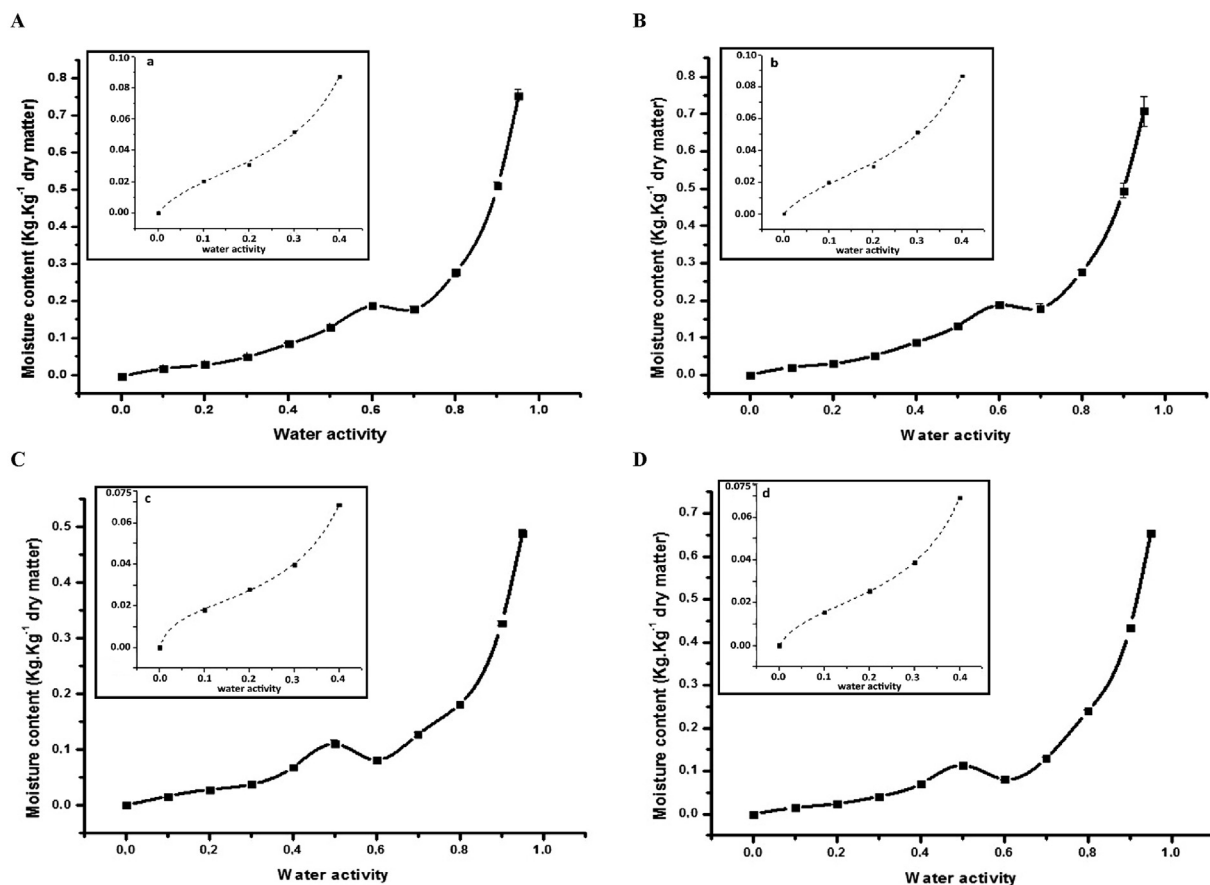 A
a
0.10
0.08
0.06
0.04
0.02
0.00
0.0 0.1 0.2 0.3 0.4
water activity
Moisture content (Kg.Kg⁻¹ dry matter)
0.8
0.7
0.6
0.5
0.4
0.3
0.2
0.1
0.0
0.0 0.2 0.4 0.6 0.8 1.0
Water activity
B
b
0.10
0.08
0.06
0.04
0.02
0.00
0.0 0.1 0.2 0.3 0.4
water activity
Moisture content (Kg.Kg⁻¹ dry matter)
0.8
0.7
0.6
0.5
0.4
0.3
0.2
0.1
0.0
0.0 0.2 0.4 0.6 0.8 1.0
Water activity
C
c
0.075
0.06
0.04
0.02
0.00
0.0 0.1 0.2 0.3 0.4
water activity
Moisture content (Kg.Kg⁻¹ dry matter)
0,5
0,4
0,3
0,2
0,1
0,0
0,0 0,2 0,4 0,6 0,8 1,0
Water activity
D
d
0.075
0.06
0.04
0.02
0.00
0.0 0.1 0.2 0.3 0.4
water activity
Moisture content (Kg.Kg⁻¹ dry matter)
0,7
0,6
0,5
0,4
0,3
0,2
0,1
0,0
0,0 0,2 0,4 0,6 0,8 1,0
Water activity